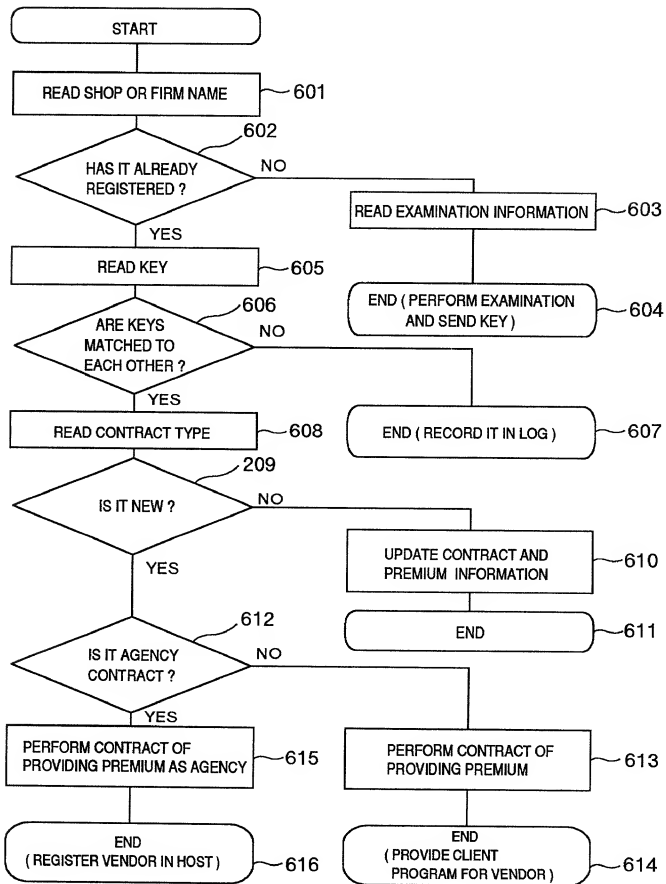 START
READ SHOP OR FIRM NAME
601
602
HAS IT ALREADY
REGISTERED ?
NO
READ EXAMINATION INFORMATION
603
YES
READ KEY
605
END ( PERFORM EXAMINATION
AND SEND KEY )
604
606
ARE KEYS
MATCHED TO
EACH OTHER ?
NO
YES
READ CONTRACT TYPE
608
END ( RECORD IT IN LOG )
607
209
IS IT NEW ?
NO
YES
UPDATE CONTRACT AND
PREMIUM INFORMATION
610
END
611
612
IS IT AGENCY
CONTRACT ?
NO
YES
PERFORM CONTRACT OF
PROVIDING PREMIUM AS AGENCY
615
PERFORM CONTRACT OF
PROVIDING PREMIUM
613
END
( REGISTER VENDOR IN HOST )
616
END
( PROVIDE CLIENT
PROGRAM FOR VENDOR )
614